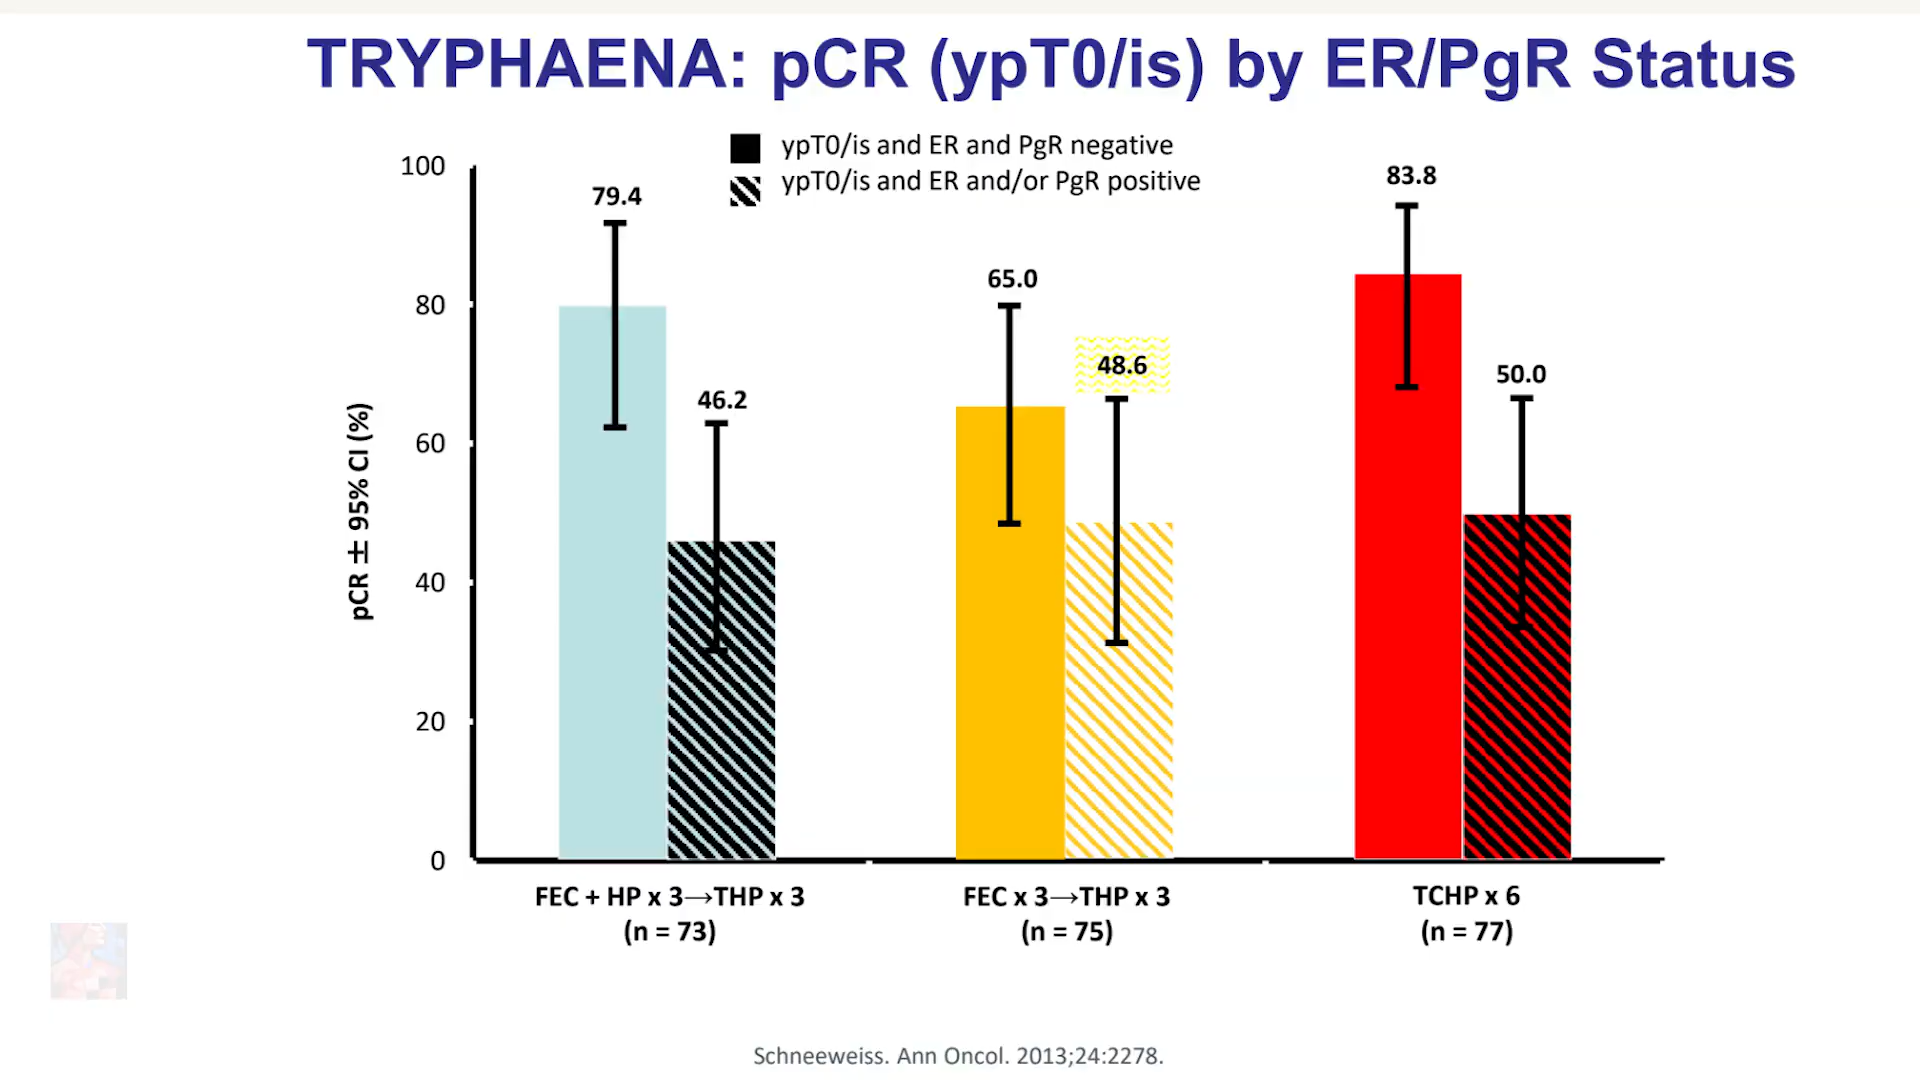 TRYPHAENA: pCR (ypT0/is) by ER/PgR Status
ypT0/is and ER and PgR negative
ypT0/is and ER and/or PgR positive
100
80
60
40
20
0
pCR ± 95% CI (%)
79.4
46.2
65.0
48.6
83.8
50.0
FEC + HP x 3→THP x 3
(n = 73)
FEC x 3→THP x 3
(n = 75)
TCHP x 6
(n = 77)
Schneeweiss. Ann Oncol. 2013;24:2278.